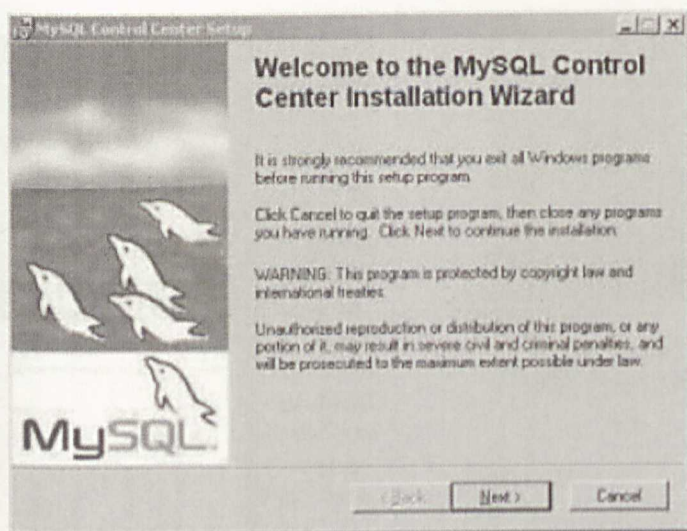 MySQL Control Center Setup
Welcome to the MySQL Control
Center Installation Wizard
It is strongly recommended that you exit all Windows programs
before running this setup program.
Click Cancel to quit the setup program, then close any programs
you have running. Click Next to continue the installation.
WARNING: This program is protected by copyright law and
international treaties.
Unauthorized reproduction or distribution of this program, or any
portion of it, may result in severe civil and criminal penalties, and
will be prosecuted to the maximum extent possible under law.
MySQL
< Back
Next >
Cancel